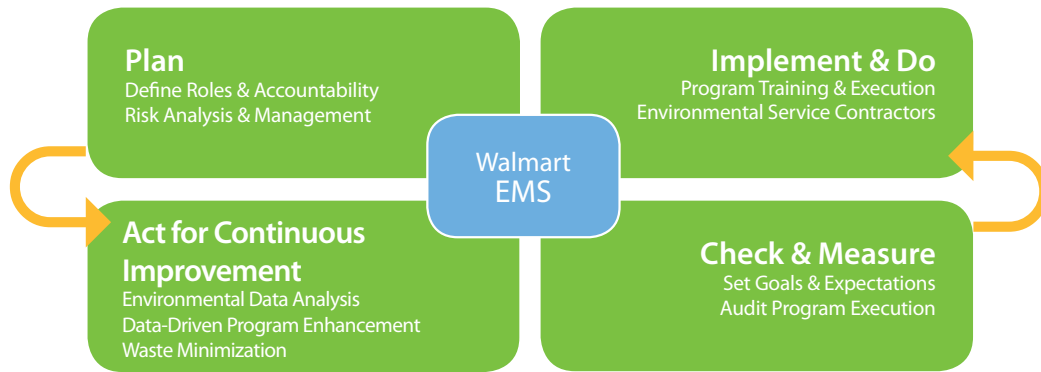 Plan
Define Roles & Accountability
Risk Analysis & Management
Implement & Do
Program Training & Execution
Environmental Service Contractors
Walmart
EMS
Act for Continuous
Improvement
Environmental Data Analysis
Data-Driven Program Enhancement
Waste Minimization
Check & Measure
Set Goals & Expectations
Audit Program Execution